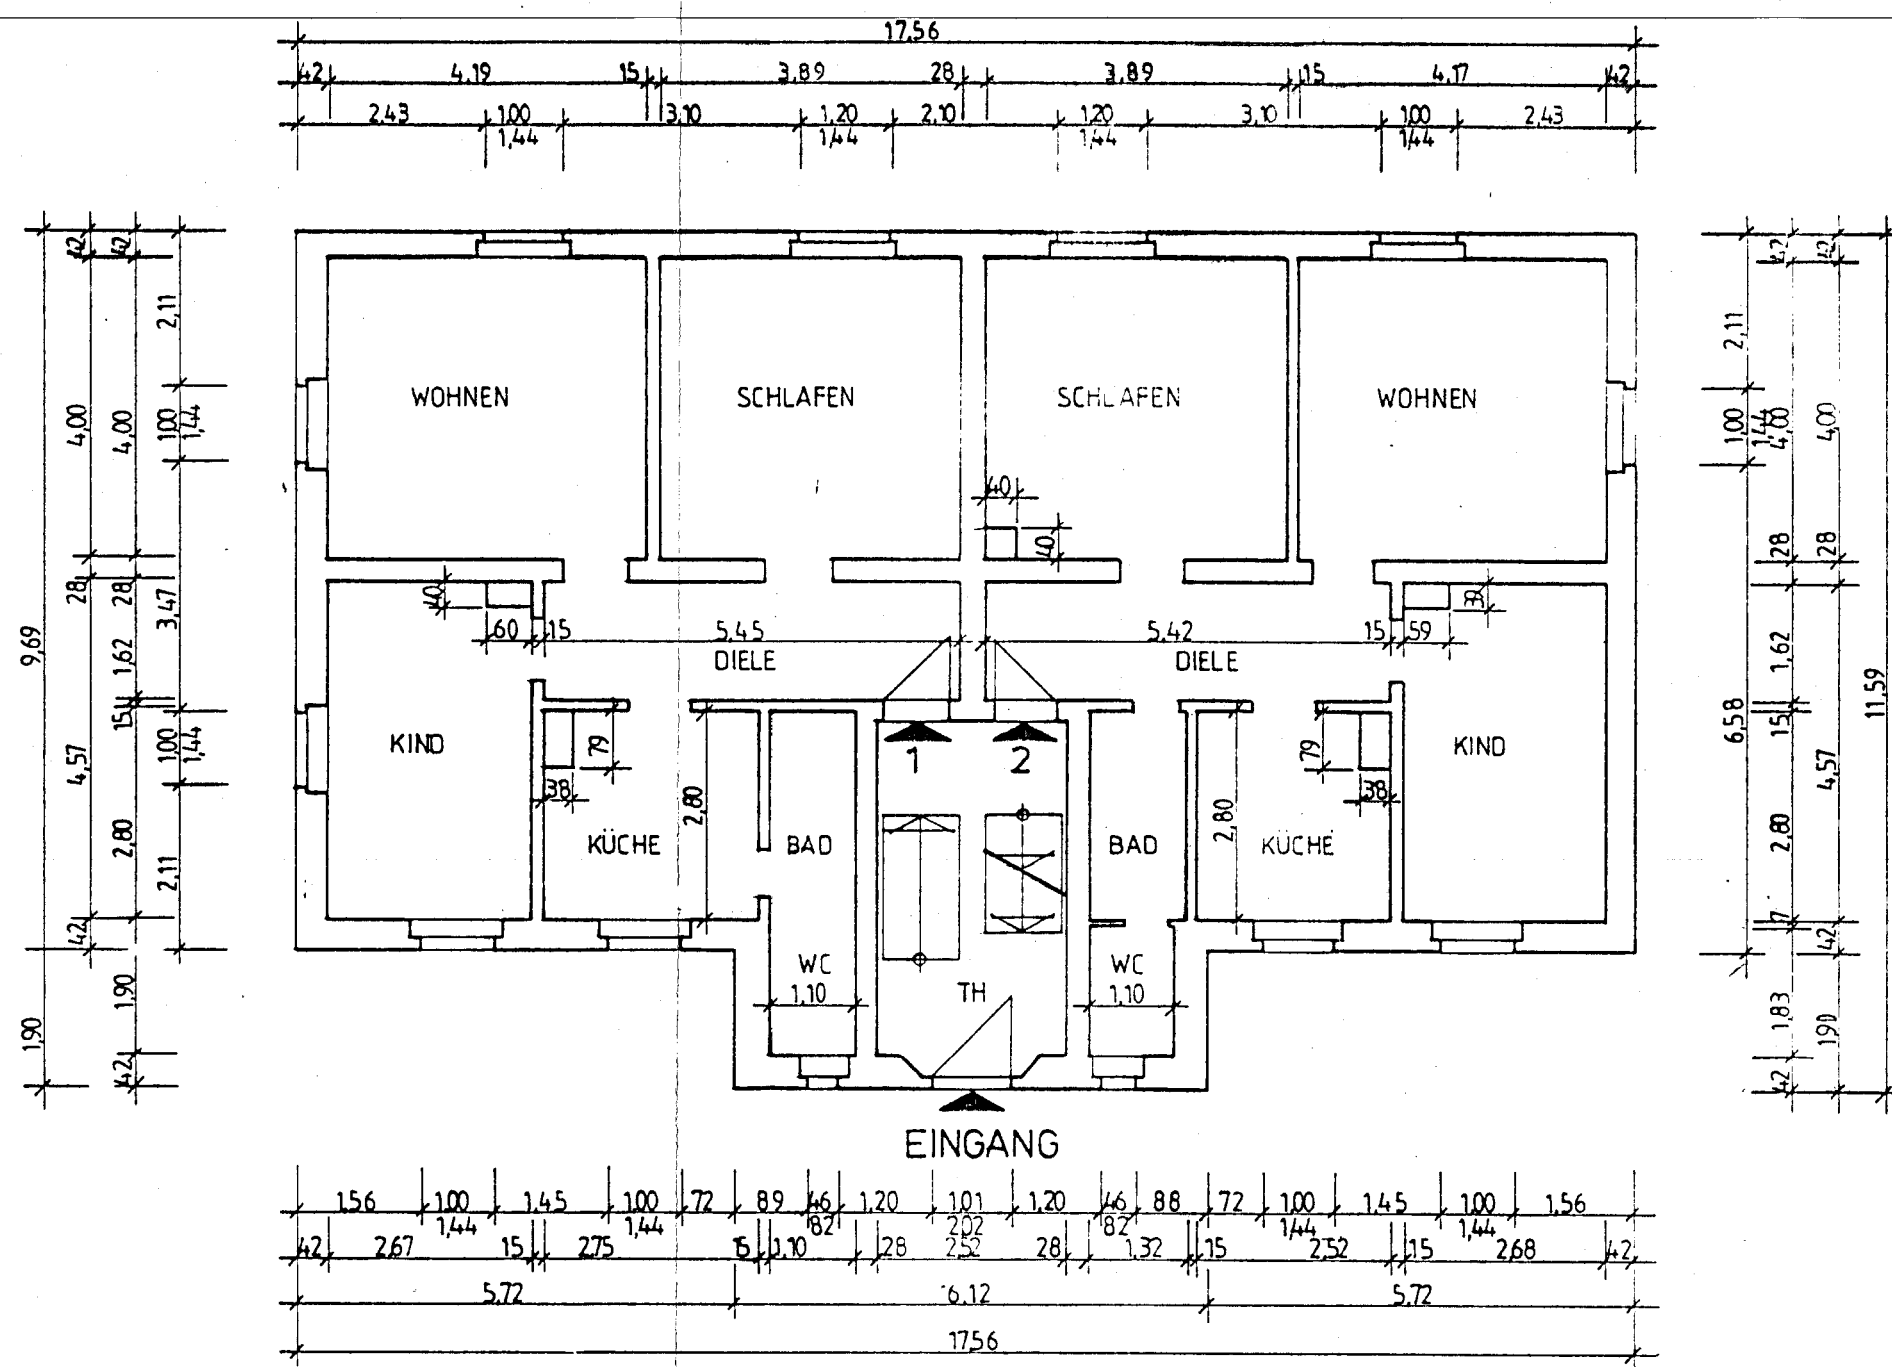 17,56
42 4,19 15 3,89 28 3,89 15 4,17 42
2,43 1,00 3,10 1,20 2,10 1,20 3,10 1,00 2,43
1,44 1,44 1,44 1,44
42 42 42 42
2,11 2,11
4,00 4,00 1,00 1,44 1,00 1,44 4,00 4,00
WOHNEN SCHLAFEN SCHLAFEN WOHNEN
40
40
28 28 28 28
3,47 40
60 15 5,45 5,42 15 59
DIELE DIELE
9,69 1,62 1,62 6,58 11,59
15 15
4,57 1,00 1,44 4,57
KIND 79 1 2 79 KIND
38 38
2,80 2,80 2,80 2,80
KÜCHE BAD BAD KÜCHE
2,11
42 7 42
WC WC
1,10 TH 1,10
1,90 1,90 1,83 1,90
42 42
EINGANG
1,56 1,00 1,45 1,00 72 89 46 1,20 1,01 1,20 46 88 72 1,00 1,45 1,00 1,56
1,44 1,44 82 2,02 82 1,44 1,44
42 2,67 15 2,75 15 1,10 28 2,52 28 1,32 15 2,52 15 2,68 42
5,72 6,12 5,72
17,56